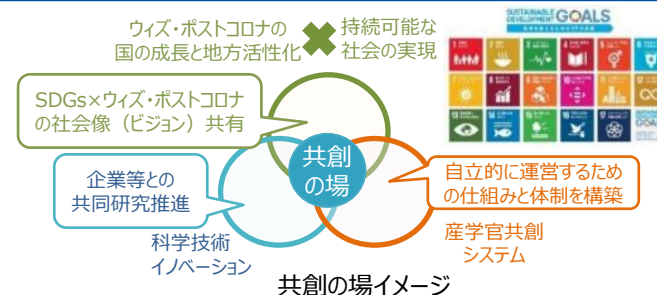 ウィズ・ポストコロナの
国の成長と地方活性化
持続可能な
社会の実現
SUSTAINABLE
DEVELOPMENT GOALS
SDGs×ウィズ・ポストコロナ
の社会像（ビジョン）共有
共創
の場
企業等との
共同研究推進
自立的に運営するため
の仕組みと体制を構築
科学技術
イノベーション
産学官共創
システム
共創の場イメージ